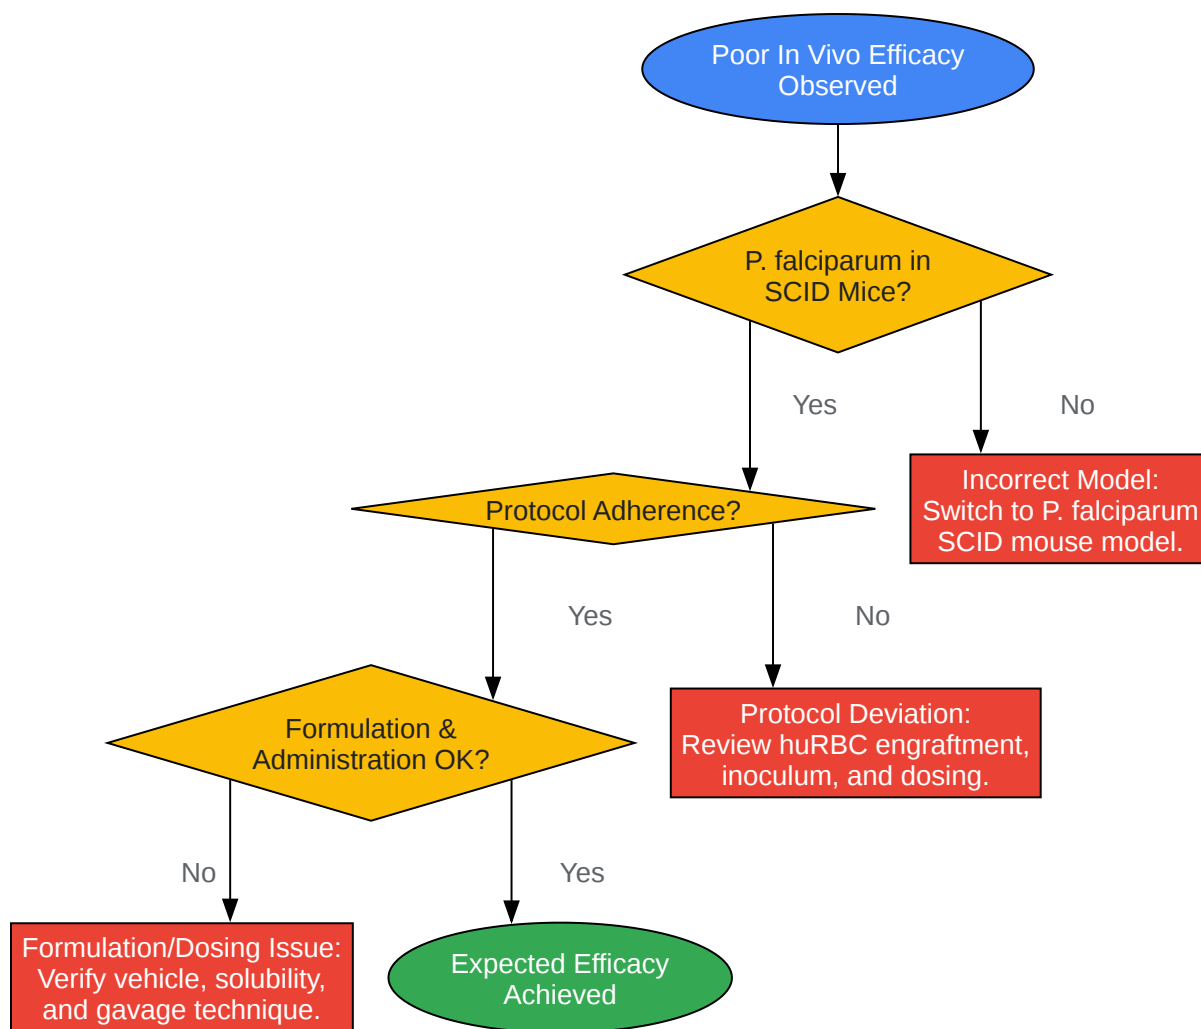 Poor In Vivo Efficacy
Observed
P. falciparum in
SCID Mice?
Yes
No
Incorrect Model:
Switch to P. falciparum
SCID mouse model.
Protocol Adherence?
Yes
No
Formulation &
Administration OK?
Protocol Deviation:
Review huRBC engraftment,
inoculum, and dosing.
No
Yes
Formulation/Dosing Issue:
Verify vehicle, solubility,
and gavage technique.
Expected Efficacy
Achieved